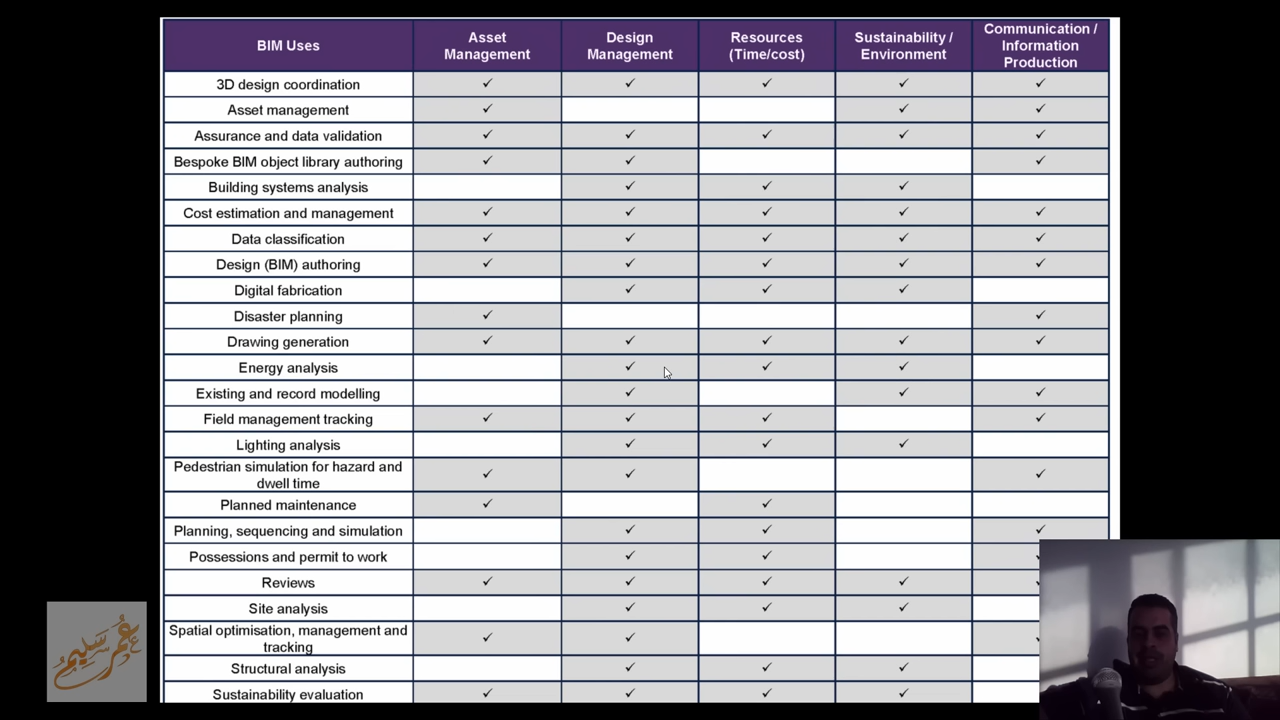 BIM Uses
Asset
Management
Design
Management
Resources
(Time/cost)
Sustainability /
Environment
Communication /
Information
Production
3D design coordination ✓ ✓ ✓ ✓ ✓
Asset management ✓ ✓ ✓
Assurance and data validation ✓ ✓ ✓ ✓ ✓
Bespoke BIM object library authoring ✓ ✓ ✓
Building systems analysis ✓ ✓ ✓
Cost estimation and management ✓ ✓ ✓ ✓ ✓
Data classification ✓ ✓ ✓ ✓ ✓
Design (BIM) authoring ✓ ✓ ✓ ✓ ✓
Digital fabrication ✓ ✓ ✓
Disaster planning ✓ ✓
Drawing generation ✓ ✓ ✓ ✓ ✓
Energy analysis ✓ ✓ ✓
Existing and record modelling ✓ ✓ ✓
Field management tracking ✓ ✓ ✓ ✓
Lighting analysis ✓ ✓ ✓
Pedestrian simulation for hazard and
dwell time ✓ ✓ ✓
Planned maintenance ✓ ✓
Planning, sequencing and simulation ✓ ✓ ✓
Possessions and permit to work ✓ ✓ ✓
Reviews ✓ ✓ ✓ ✓ ✓
Site analysis ✓ ✓ ✓
Spatial optimisation, management and
tracking ✓ ✓ ✓
Structural analysis ✓ ✓ ✓
Sustainability evaluation ✓ ✓ ✓ ✓
عمر سليم